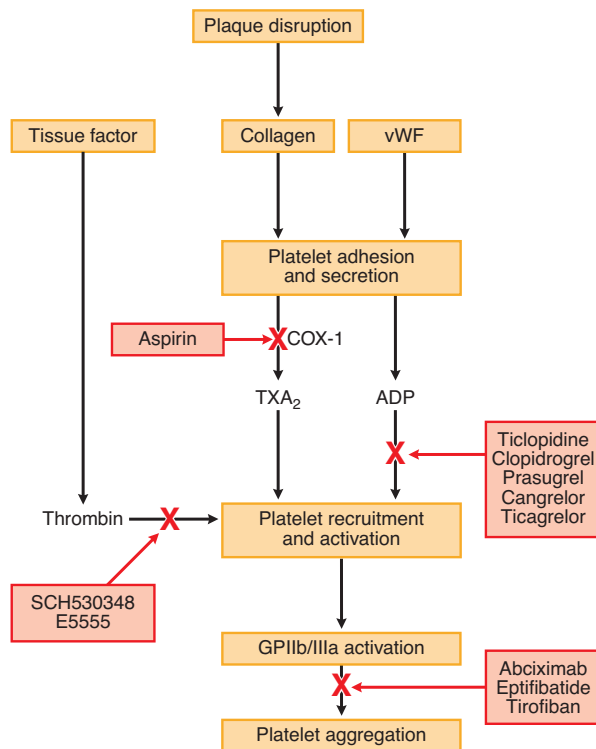 Plaque disruption
Tissue factor
Collagen
vWF
Platelet adhesion
and secretion
Aspirin
X
COX-1
TXA₂
ADP
X
Ticlopidine
Clopidrogrel
Prasugrel
Cangrelor
Ticagrelor
Thrombin
X
Platelet recruitment
and activation
SCH530348
E5555
GPIIb/IIIa activation
X
Abciximab
Eptifibatide
Tirofiban
Platelet aggregation